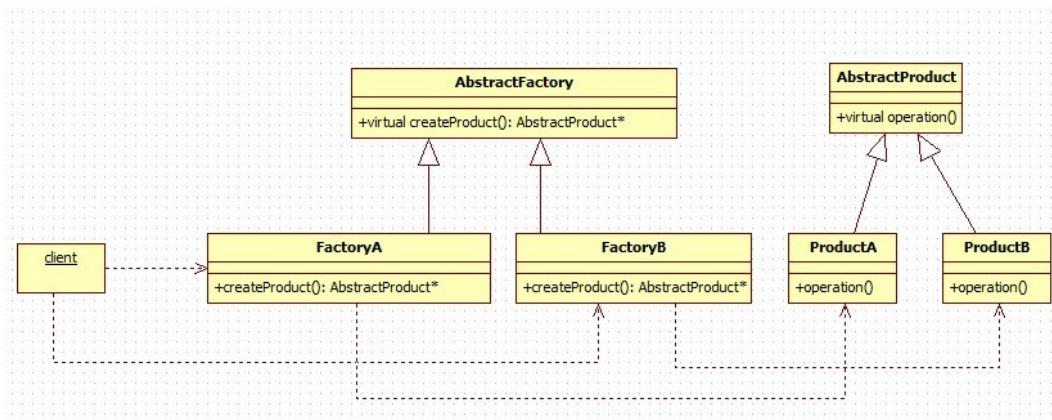 AbstractFactory
+virtual createProduct(): AbstractProduct*
AbstractProduct
+virtual operation()
client
FactoryA
+createProduct(): AbstractProduct*
FactoryB
+createProduct(): AbstractProduct*
ProductA
+operation()
ProductB
+operation()